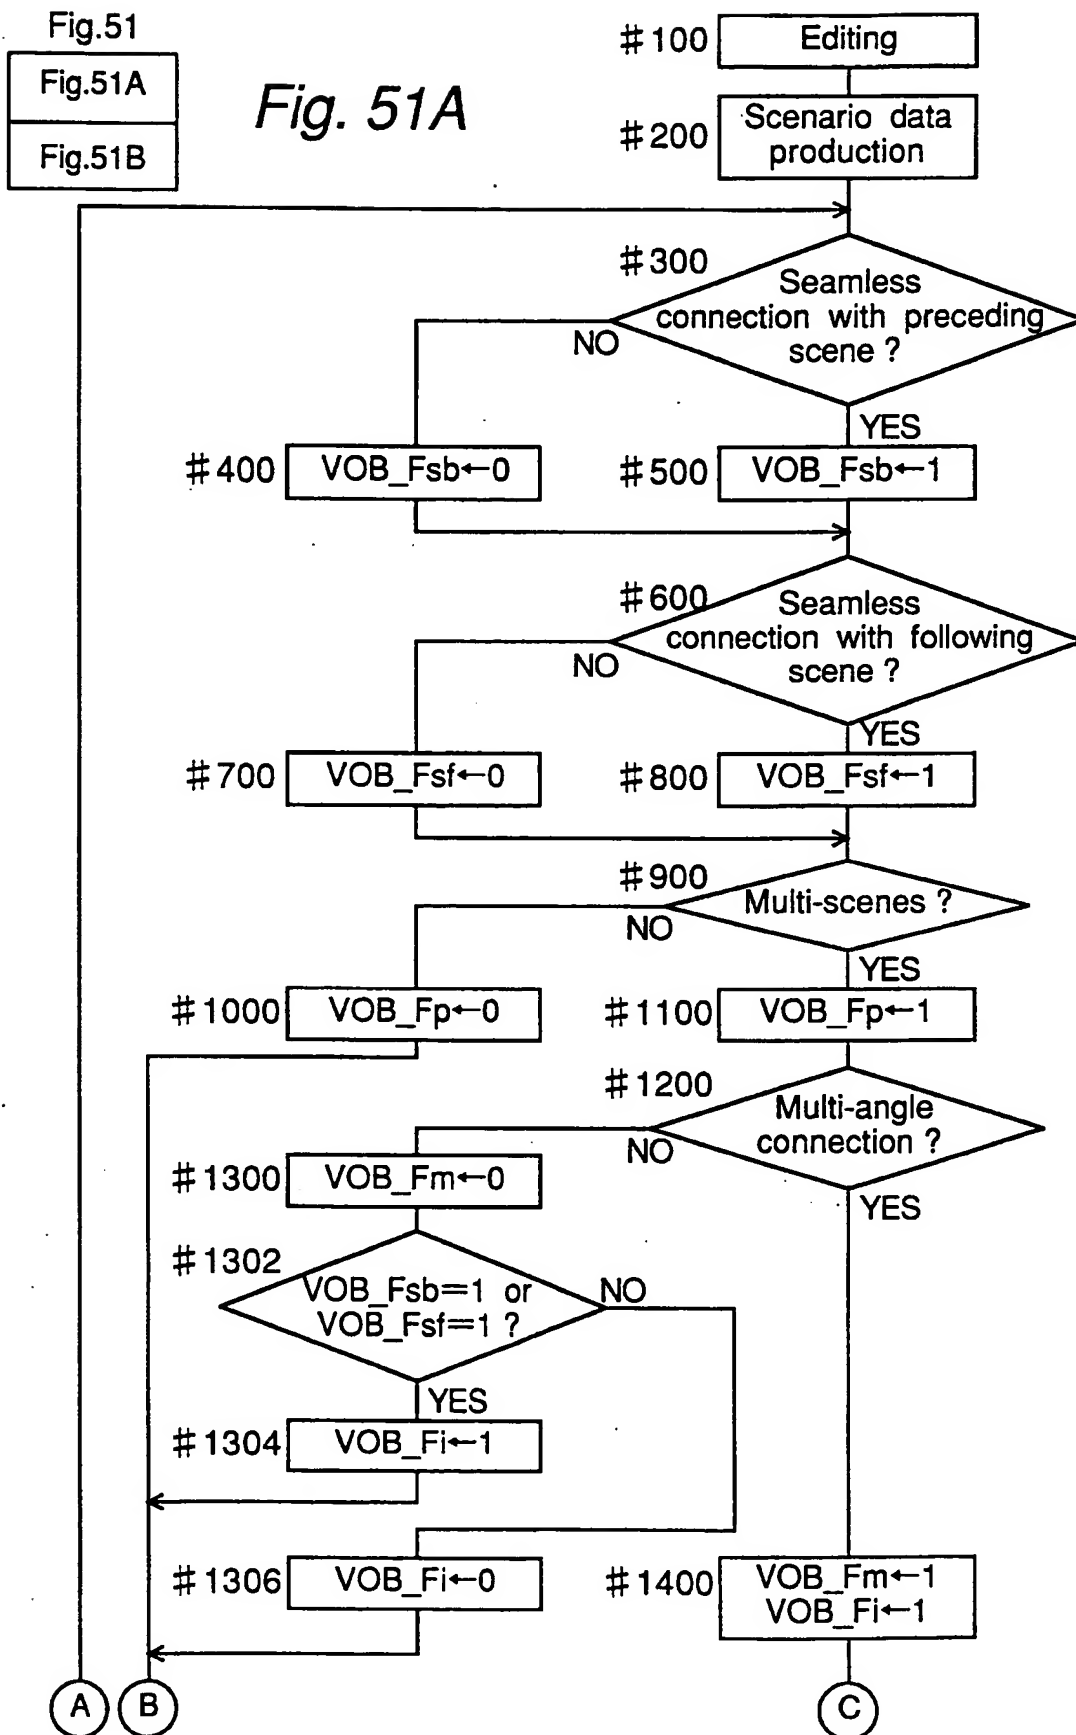 Fig.51
Fig.51A
Fig.51B
Fig. 51A
#100
Editing
#200
Scenario data
production
#300
Seamless
connection with preceding
scene ?
NO
YES
#400
VOB_Fsb←0
#500
VOB_Fsb←1
#600
Seamless
connection with following
scene ?
NO
YES
#700
VOB_Fsf←0
#800
VOB_Fsf←1
#900
Multi-scenes ?
NO
YES
#1000
VOB_Fp←0
#1100
VOB_Fp←1
#1200
Multi-angle
connection ?
NO
YES
#1300
VOB_Fm←0
#1302
VOB_Fsb=1 or
VOB_Fsf=1 ?
NO
YES
#1304
VOB_Fi←1
#1306
VOB_Fi←0
#1400
VOB_Fm←1
VOB_Fi←1
A
B
C